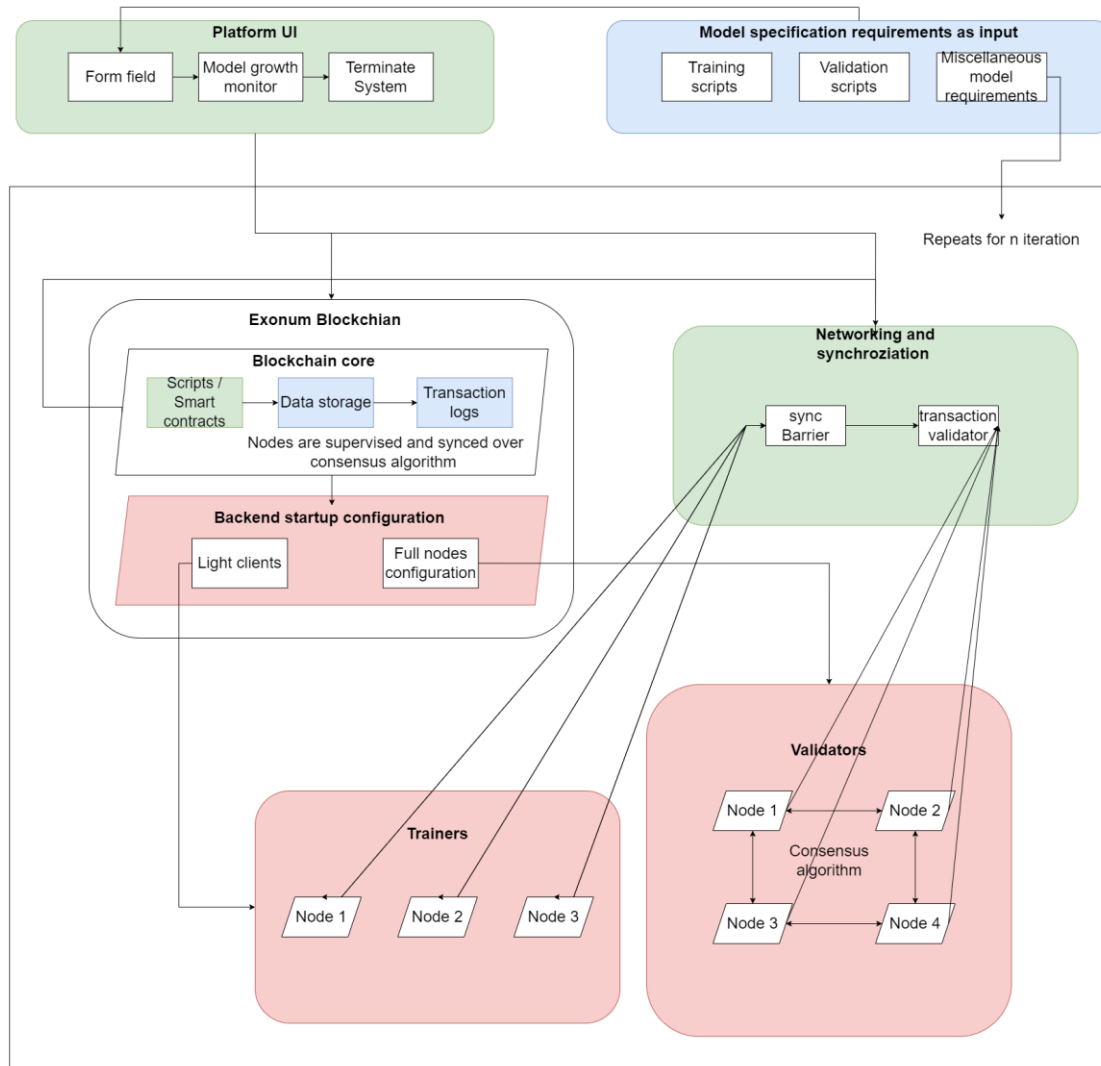 Platform UI
Form field
Model growth
monitor
Terminate
System
Model specification requirements as input
Training
scripts
Validation
scripts
Miscellaneous
model
requirements
Repeats for n iteration
Exonum Blockchian
Blockchain core
Scripts /
Smart
contracts
Data storage
Transaction
logs
Nodes are supervised and synced over
consensus algorithm
Backend startup configuration
Light clients
Full nodes
configuration
Networking and
synchroziation
sync
Barrier
transaction
validator
Trainers
Node 1
Node 2
Node 3
Validators
Node 1
Node 2
Consensus
algorithm
Node 3
Node 4